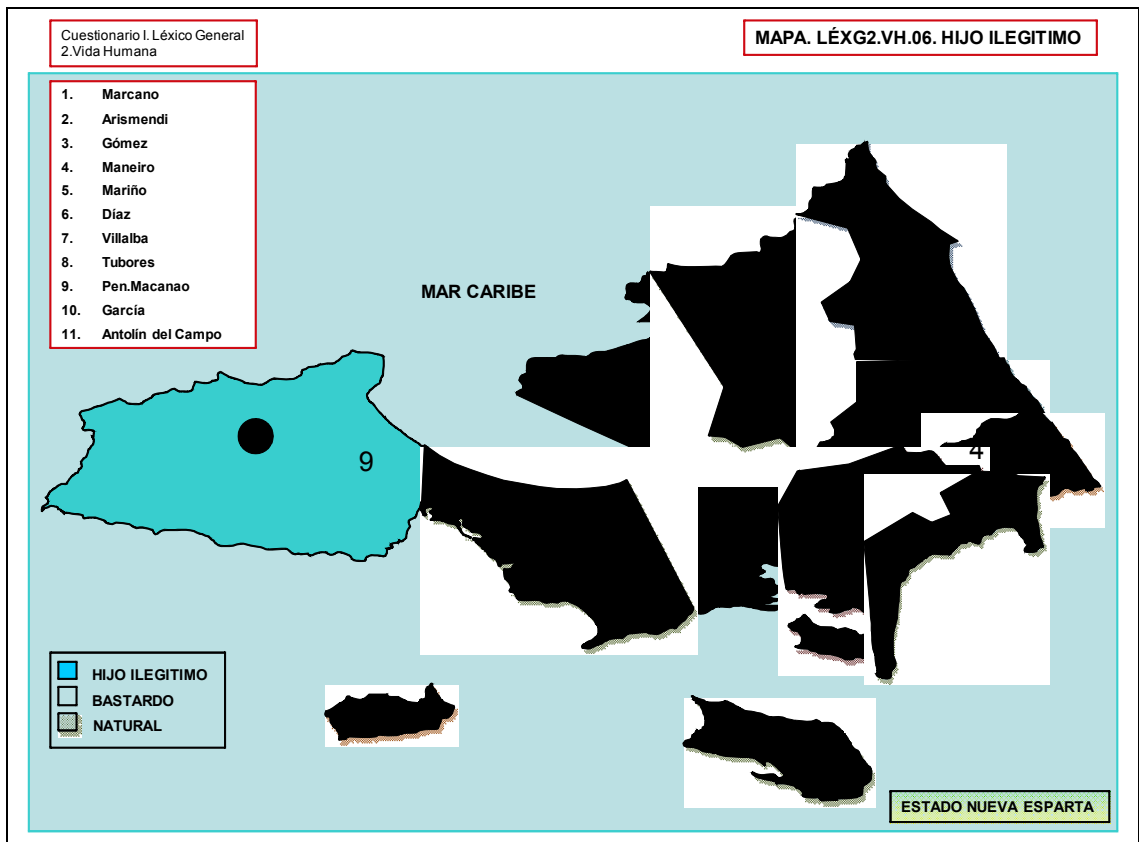 Cuestionario I. Léxico General
2.Vida Humana
MAPA. LÉXG2.VH.06. HIJO ILEGITIMO
1. Marcano
2. Arismendi
3. Gómez
4. Maneiro
5. Mariño
6. Díaz
7. Villalba
8. Tubores
9. Pen.Macanao
10. García
11. Antolín del Campo
MAR CARIBE
9
4
HIJO ILEGITIMO
BASTARDO
NATURAL
ESTADO NUEVA ESPARTA